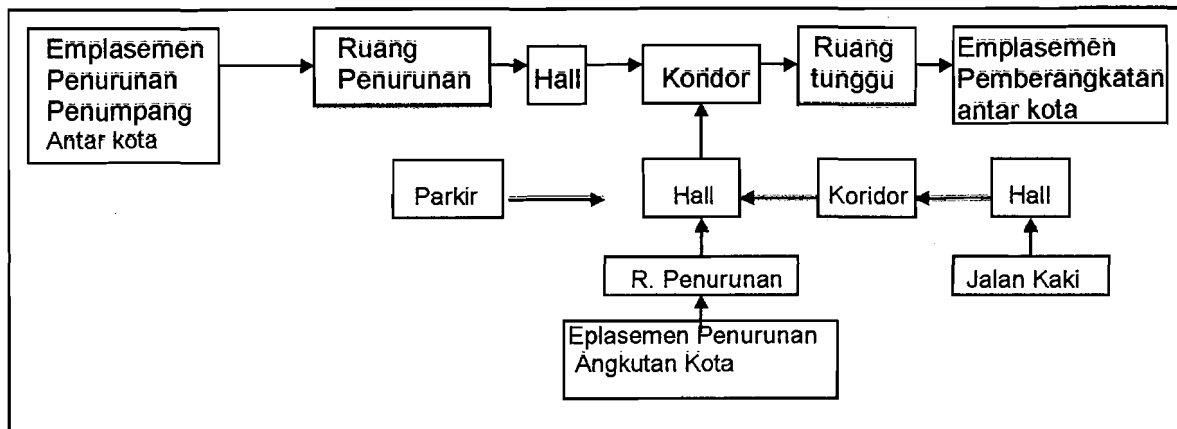 Emplasemen
Penurunan
Penumpang
Antar kota
Ruang
Penurunan
Hall
Koridor
Ruang
tunggu
Emplasemen
Pemberangkatan
antar kota
Parkir
Hall
Koridor
Hall
R. Penurunan
Jalan Kaki
Eplasemen Penurunan
Angkutan Kota